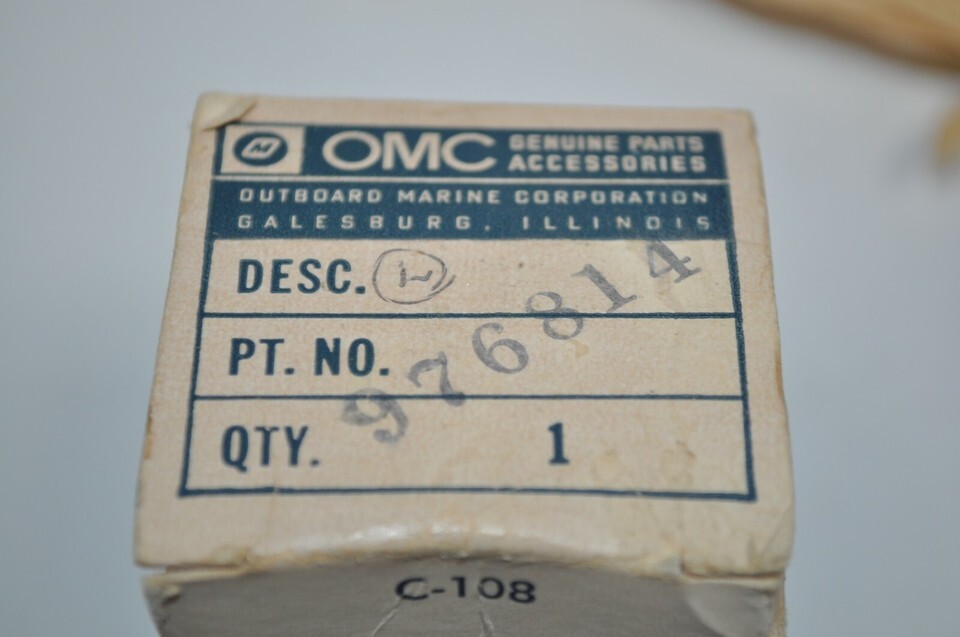 M OMC GENUINE PARTS
ACCESSORIES
OUTBOARD MARINE CORPORATION
GALESBURG, ILLINOIS
DESC.
PT. NO. 976814
QTY. 1
C-108